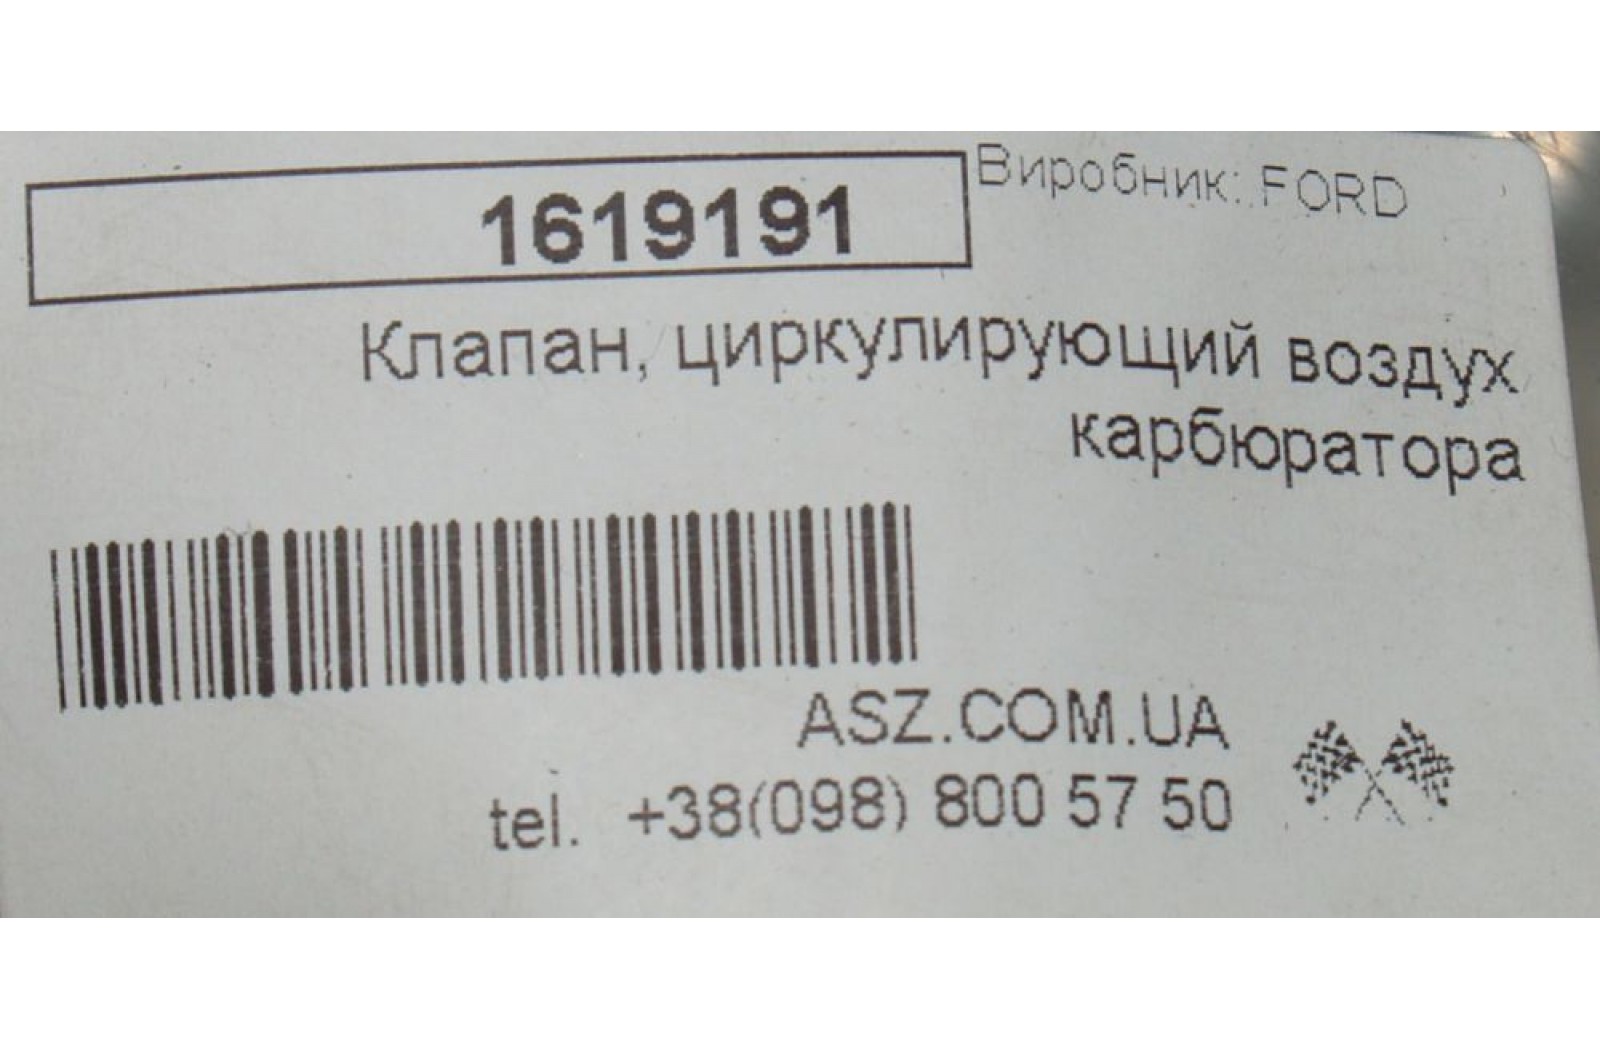 1619191
Виробник: FORD
Клапан, циркулирующий воздух
карбюратора
ASZ.COM.UA
tel. +38(098) 800 57 50